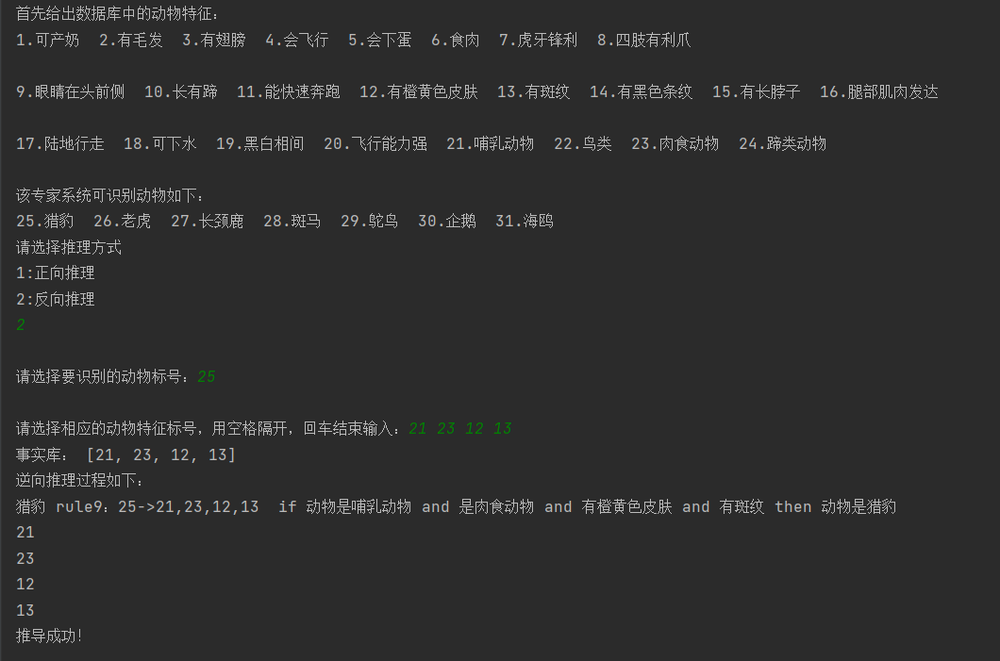 首先给出数据库中的动物特征：
1.可产奶  2.有毛发  3.有翅膀  4.会飞行  5.会下蛋  6.食肉  7.虎牙锋利  8.四肢有利爪
9.眼睛在头前侧  10.长有蹄  11.能快速奔跑  12.有橙黄色皮肤  13.有斑纹  14.有黑色条纹  15.有长脖子  16.腿部肌肉发达
17.陆地行走  18.可下水  19.黑白相间  20.飞行能力强  21.哺乳动物  22.鸟类  23.肉食动物  24.蹄类动物
该专家系统可识别动物如下：
25.猎豹  26.老虎  27.长颈鹿  28.斑马  29.鸵鸟  30.企鹅  31.海鸥
请选择推理方式
1:正向推理
2:反向推理
2
请选择要识别的动物标号：25
请选择相应的动物特征标号，用空格隔开，回车结束输入：21 23 12 13
事实库： [21, 23, 12, 13]
逆向推理过程如下：
猎豹 rule9：25->21,23,12,13  if 动物是哺乳动物 and 是肉食动物 and 有橙黄色皮肤 and 有斑纹 then 动物是猎豹
21
23
12
13
推导成功!